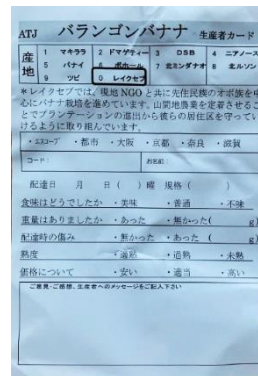 ATJ バランゴンバナナ 生産者カード
産地 1 マキララ 2 ドマゲティー 3 DSB 4 ニアノース
5 パナイ 6 ボホール 7 北ミンダナオ 8 北ルソン
9 ツビ 0 レイクセブ
*レイクセブでは、現地NGOと共に先住民族のオボ族を中
心にバナナ栽培を進めています。山間地農業を定着させるこ
とでプランテーションの進出から彼らの居住区を守ってい
けるように取り組んでいます。
・エスコープ ・都市 ・大阪 ・京都 ・奈良 ・滋賀
コード: お名前:
配達日 月 日( )曜 規格( )
食味はどうでしたか ・美味 ・普通 ・不味
重量はありましたか ・あった ・無かった( g)
配達時の傷み ・無かった ・あった( g)
熟度 ・適熟 ・過熟 ・未熟
価格について ・安い ・適当 ・高い
ご意見・ご感想、生産者へのメッセージをご記入下さい